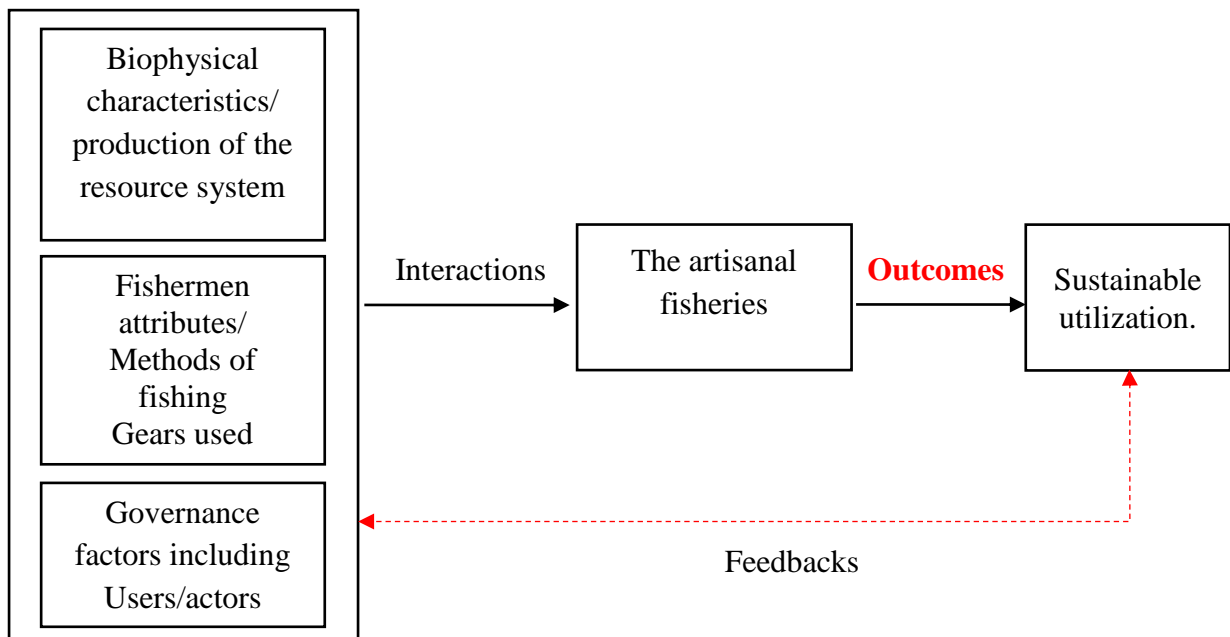 Biophysical
characteristics/
production of the
resource system
Fishermen
attributes/
Methods of
fishing
Gears used
Governance
factors including
Users/actors
Interactions
The artisanal
fisheries
Outcomes
Sustainable
utilization.
Feedbacks